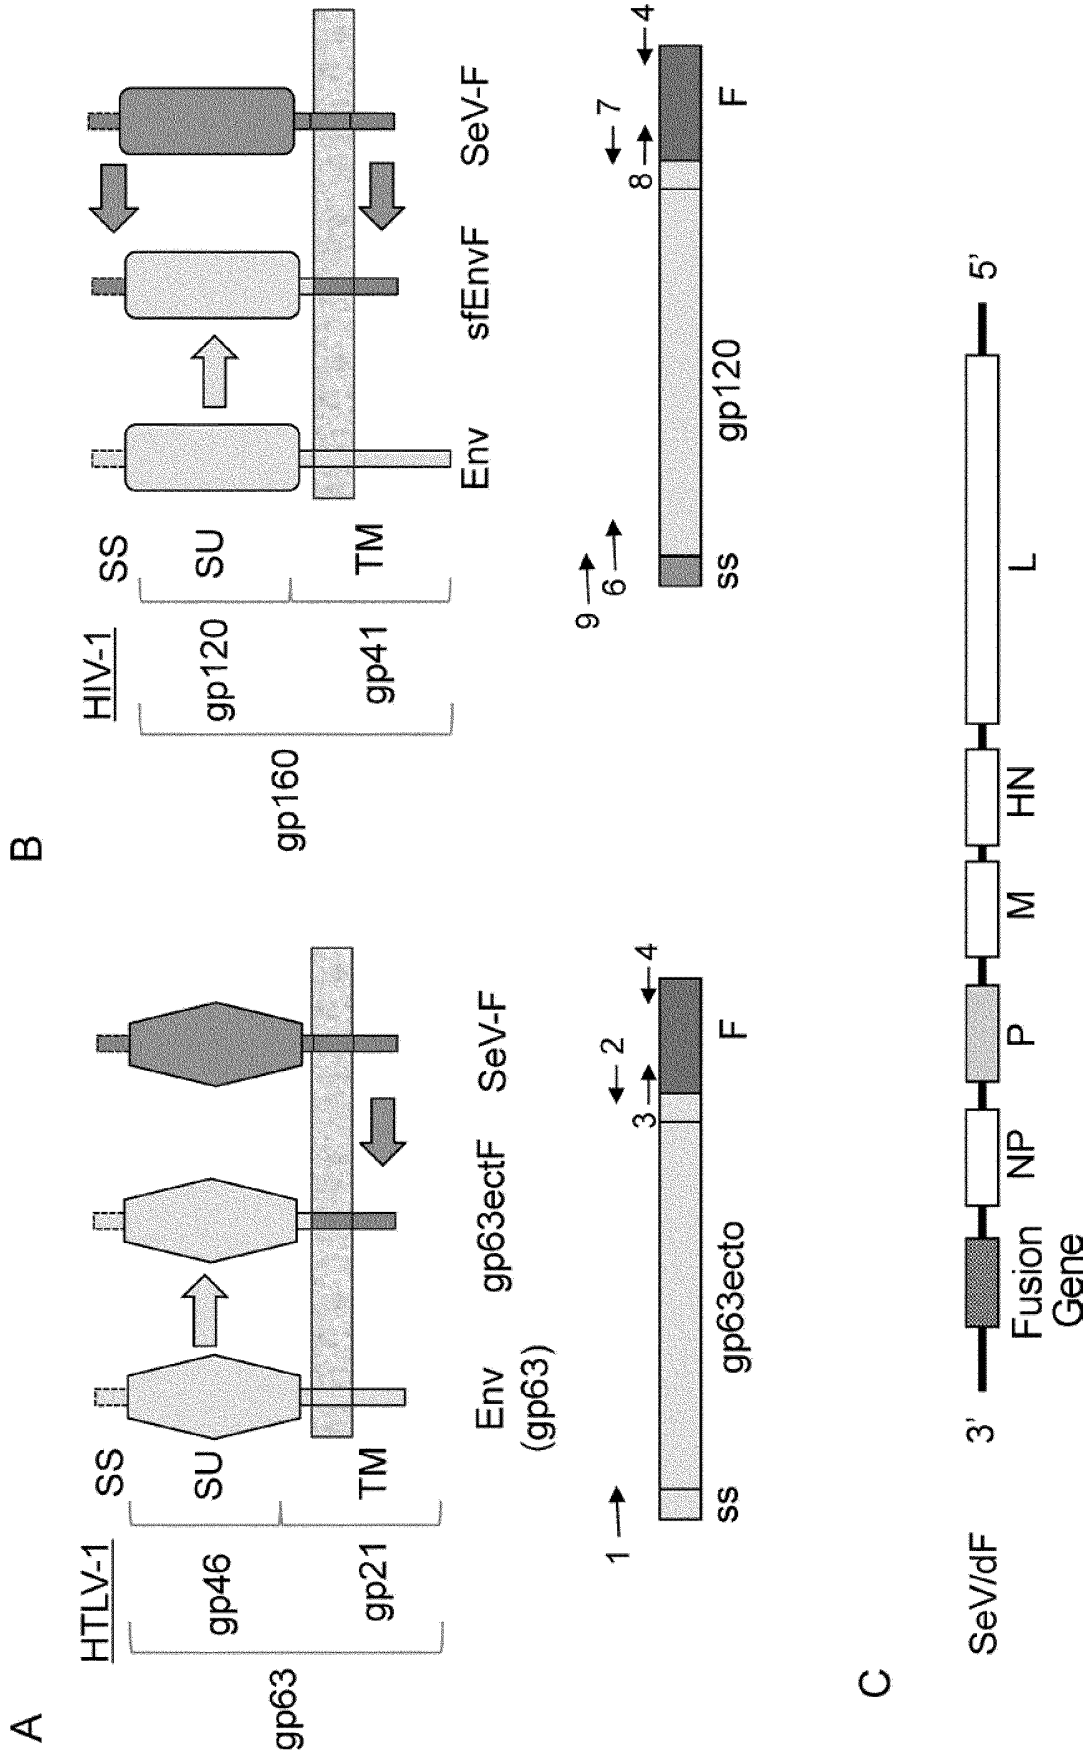 A
HTLV-1
SS
gp46
SU
gp63
gp21
TM
Env
(gp63)
gp63ectF
SeV-F
1
2
3
4
ss
gp63ecto
F
B
HIV-1
SS
gp120
SU
gp160
gp41
TM
Env
sfEnvF
SeV-F
9
6
7
8
4
ss
gp120
F
C
SeV/dF
3'
5'
Fusion
Gene
NP
P
M
HN
L